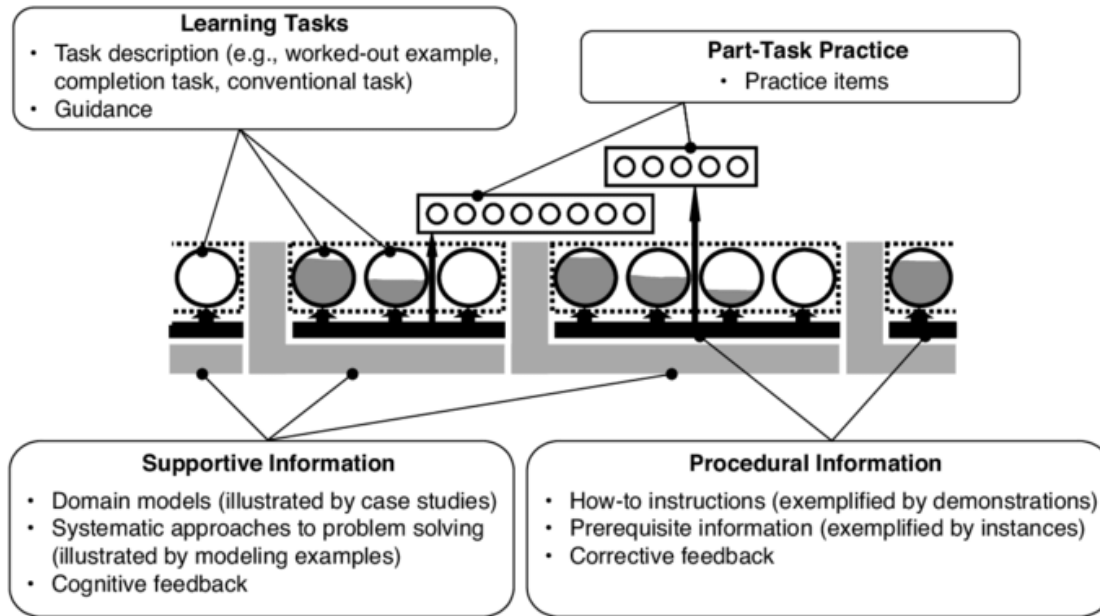 Learning Tasks
• Task description (e.g., worked-out example,
completion task, conventional task)
• Guidance
Part-Task Practice
• Practice items
Supportive Information
• Domain models (illustrated by case studies)
• Systematic approaches to problem solving
(illustrated by modeling examples)
• Cognitive feedback
Procedural Information
• How-to instructions (exemplified by demonstrations)
• Prerequisite information (exemplified by instances)
• Corrective feedback